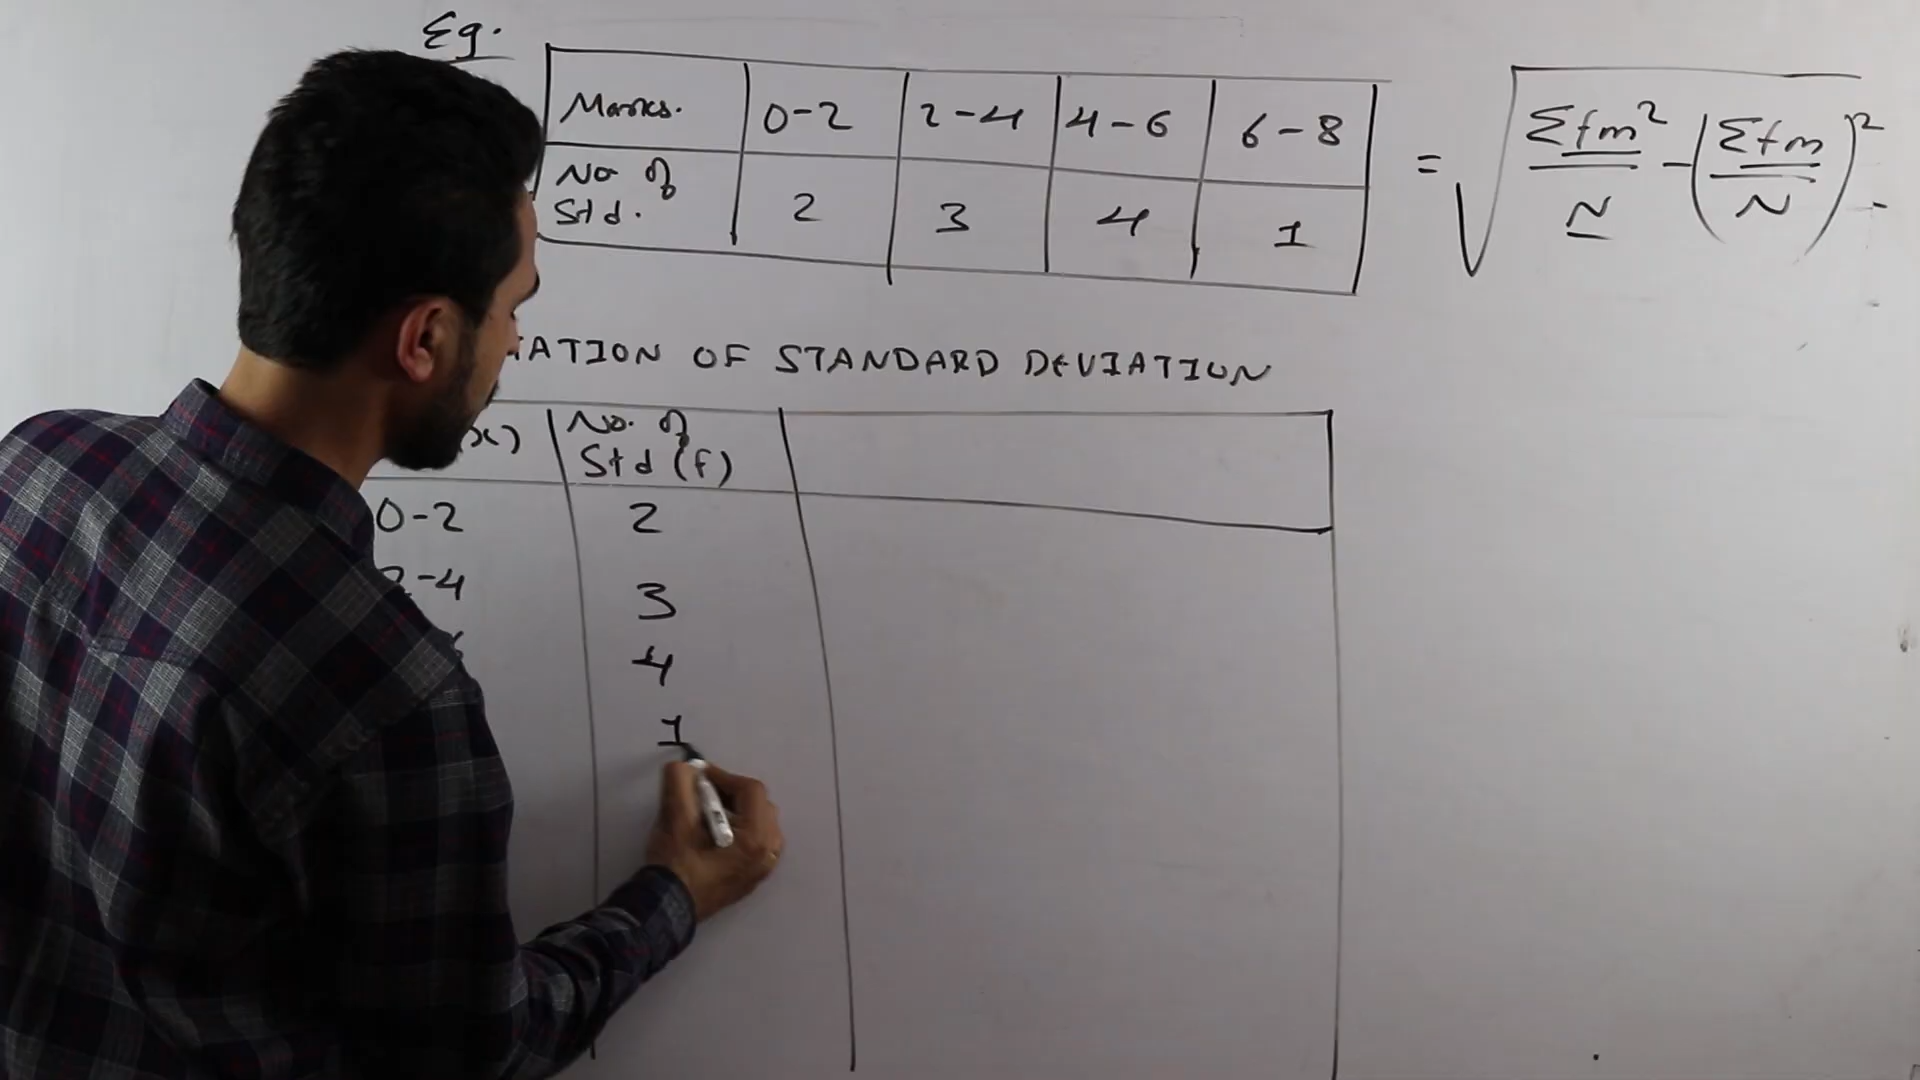 Eg.
Marks. 0-2 2-4 4-6 6-8
No of Std. 2 3 4 1
= √ Σfm² / N - (Σfm / N)²
TATION OF STANDARD DEVIATION
(x) No. of Std (f)
0-2 2
2-4 3
4
1